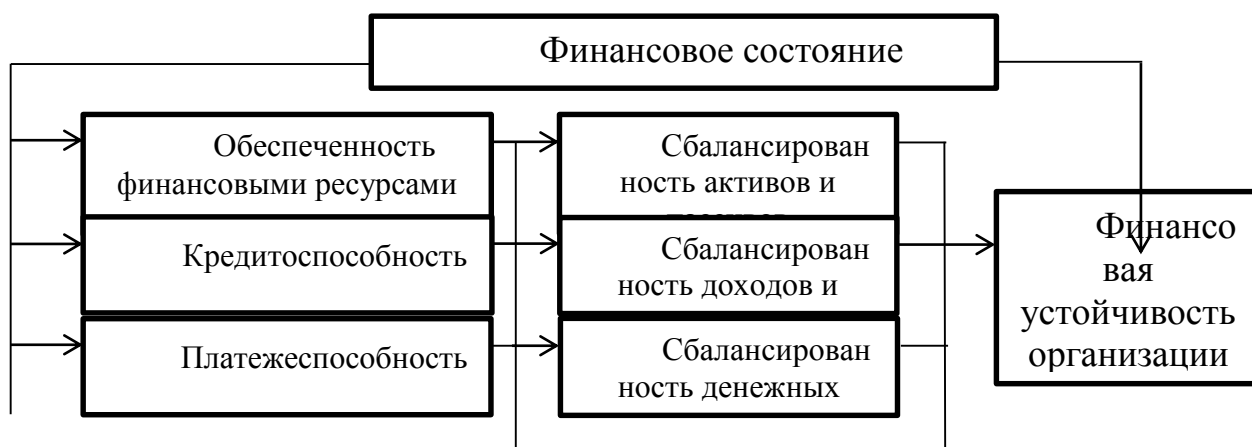 Финансовое состояние
Обеспеченность
финансовыми ресурсами
Сбалансирован
ность активов и
Кредитоспособность
Сбалансирован
ность доходов и
Финансо
вая
устойчивость
организации
Платежеспособность
Сбалансирован
ность денежных